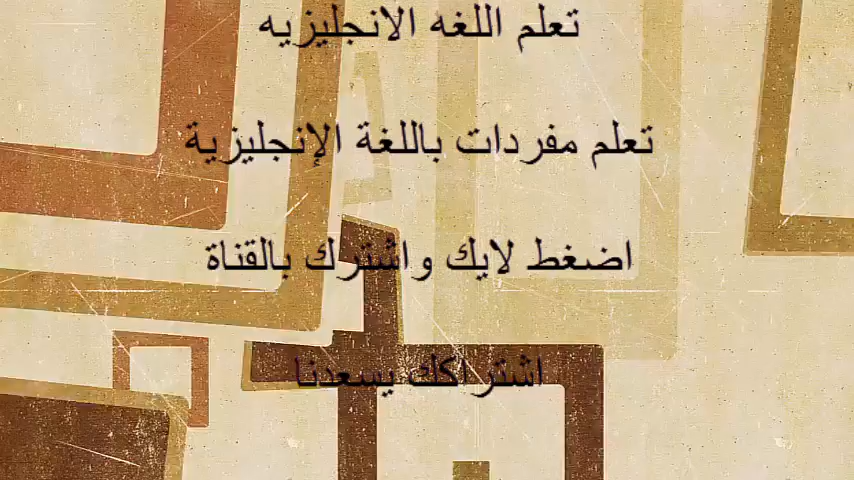 تعلم اللغه الانجليزيه
تعلم مفردات باللغة الإنجليزية
اضغط لايك واشترك بالقناة
اشتراكك يسعدنا